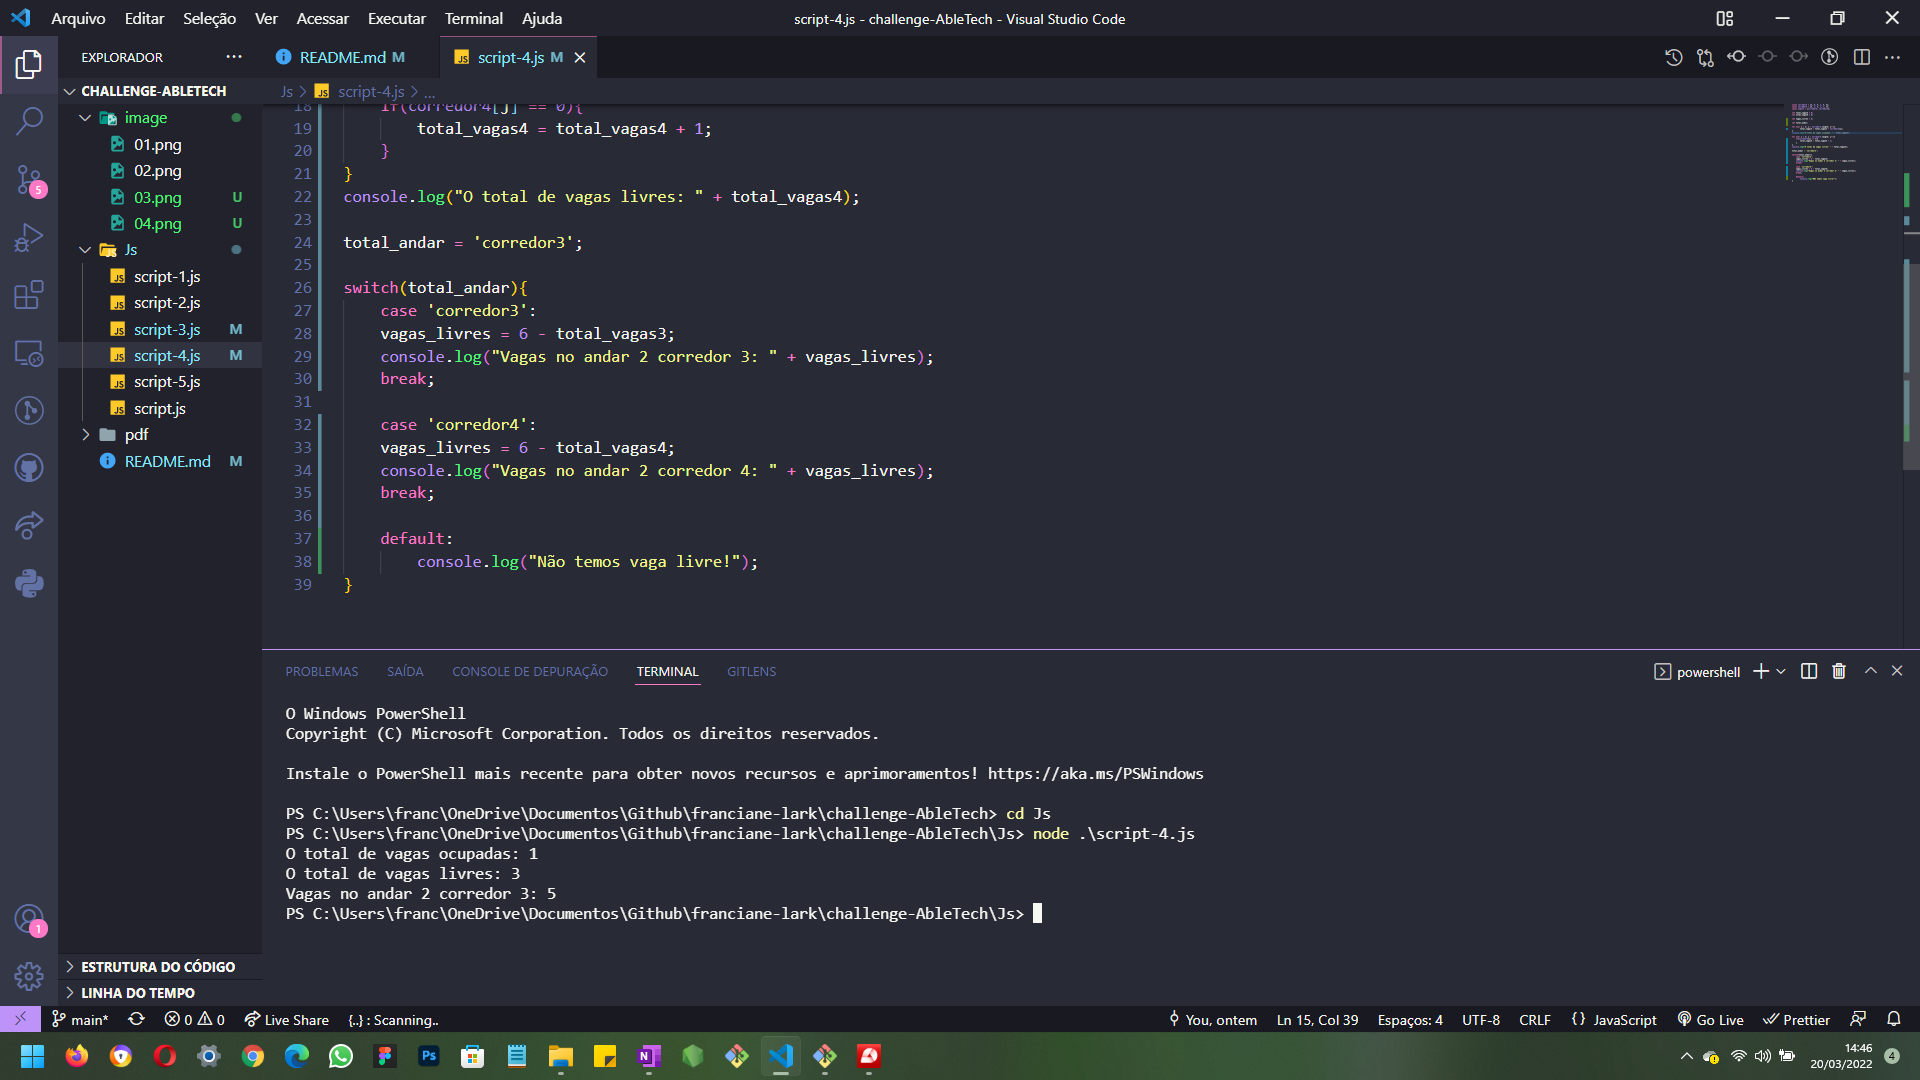 Arquivo Editar Seleção Ver Acessar Executar Terminal Ajuda
script-4.js - challenge-AbleTech - Visual Studio Code
EXPLORADOR
README.md M
script-4.js M
CHALLENGE-ABLETECH
Js > script-4.js > ...
image
01.png
02.png
03.png U
04.png U
Js
script-1.js
script-2.js
script-3.js M
script-4.js M
script-5.js
script.js
pdf
README.md M
18 if(corredor4[j] == 0){
19 total_vagas4 = total_vagas4 + 1;
20 }
21 }
22 console.log("O total de vagas livres: " + total_vagas4);
23
24 total_andar = 'corredor3';
25
26 switch(total_andar){
27 case 'corredor3':
28 vagas_livres = 6 - total_vagas3;
29 console.log("Vagas no andar 2 corredor 3: " + vagas_livres);
30 break;
31
32 case 'corredor4':
33 vagas_livres = 6 - total_vagas4;
34 console.log("Vagas no andar 2 corredor 4: " + vagas_livres);
35 break;
36
37 default:
38 console.log("Não temos vaga livre!");
39 }
PROBLEMAS SAÍDA CONSOLE DE DEPURAÇÃO TERMINAL GITLENS
powershell
O Windows PowerShell
Copyright (C) Microsoft Corporation. Todos os direitos reservados.
Instale o PowerShell mais recente para obter novos recursos e aprimoramentos! https://aka.ms/PSWindows
PS C:\Users\franc\OneDrive\Documentos\Github\franciane-lark\challenge-AbleTech> cd Js
PS C:\Users\franc\OneDrive\Documentos\Github\franciane-lark\challenge-AbleTech\Js> node .\script-4.js
O total de vagas ocupadas: 1
O total de vagas livres: 3
Vagas no andar 2 corredor 3: 5
PS C:\Users\franc\OneDrive\Documentos\Github\franciane-lark\challenge-AbleTech\Js>
5
1
ESTRUTURA DO CÓDIGO
LINHA DO TEMPO
main* 0 0 Live Share {..} : Scanning.. You, ontem Ln 15, Col 39 Espaços: 4 UTF-8 CRLF {} JavaScript Go Live Prettier
Ps
14:46
20/03/2022
4